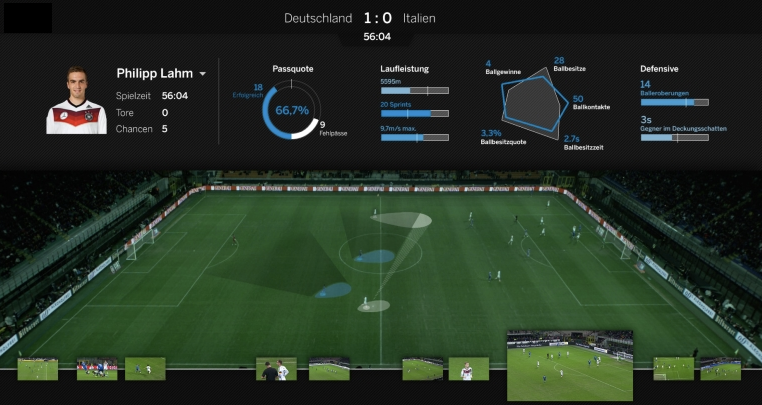 Deutschland 1:0 Italien
56:04
Philipp Lahm
Spielzeit 56:04
Tore 0
Chancen 5
Passquote
18
Erfolgreich
66,7%
9
Fehlpässe
Laufleistung
5595m
20 Sprints
9,7m/s max.
4
Ballgewinne
28
Ballbesitze
50
Ballkontakte
3,3%
Ballbesitzquote
2,7s
Ballbesitzzeit
Defensive
14
Balleroberungen
3s
Gegner im Deckungsschatten